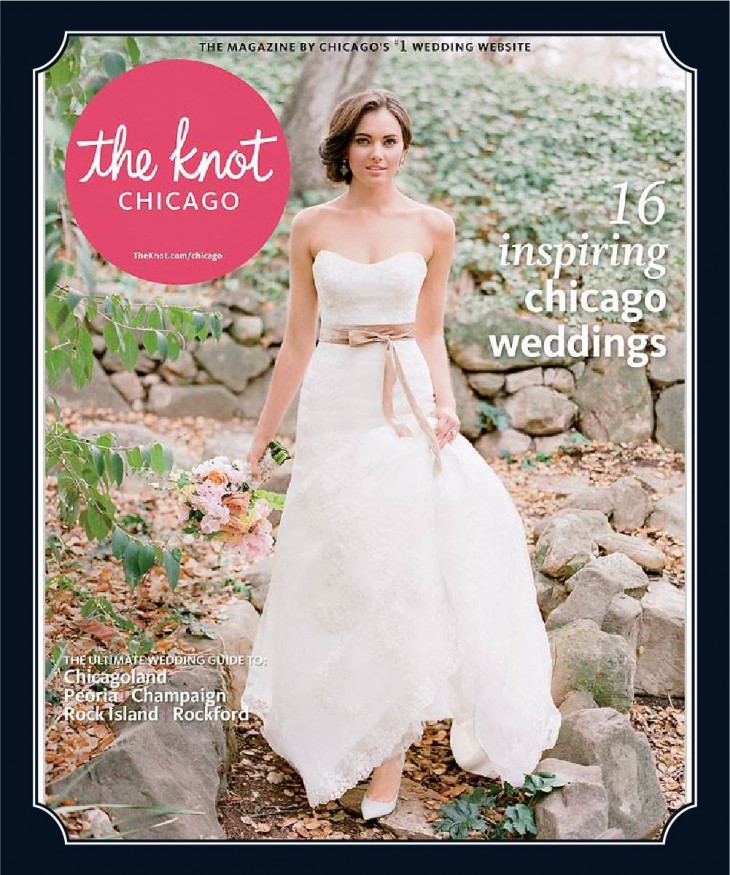 THE MAGAZINE BY CHICAGO'S #1 WEDDING WEBSITE
the knot
CHICAGO
TheKnot.com/chicago
16
inspiring
chicago
weddings
THE ULTIMATE WEDDING GUIDE TO:
Chicagoland
Peoria | Champaign
Rock Island | Rockford